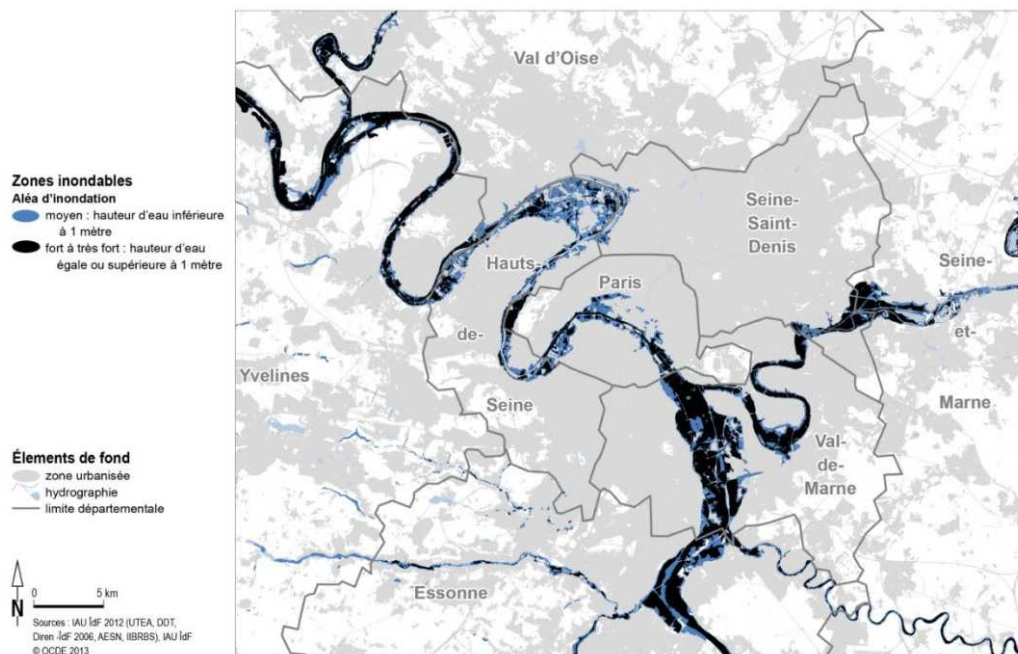 Zones inondables
Aléa d'inondation
moyen : hauteur d'eau inférieure
à 1 mètre
fort à très fort : hauteur d'eau
égale ou supérieure à 1 mètre
Élements de fond
zone urbanisée
hydrographie
limite départementale
N
0 5 km
Sources : IAU ÎdF 2012 (UTEA, DDT,
Diren -ÎdF 2006, AESN, IIBRBS), IAU ÎdF
© OCDE 2013
Val d'Oise
Seine-
Saint-
Denis
Hauts-
Paris
Seine-
de-
et-
Yvelines
Seine
Marne
Val-
de-
Marne
Essonne